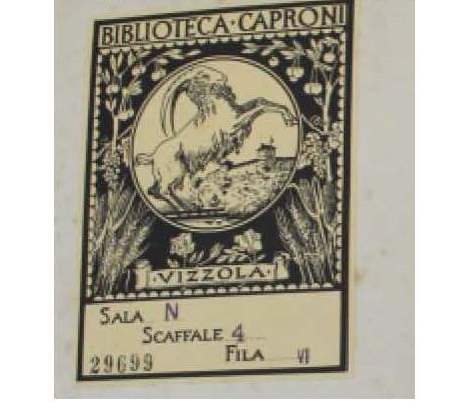 BIBLIOTECA·CAPRONI
·VIZZOLA·
SALA N
SCAFFALE 4
FILA VI
29699